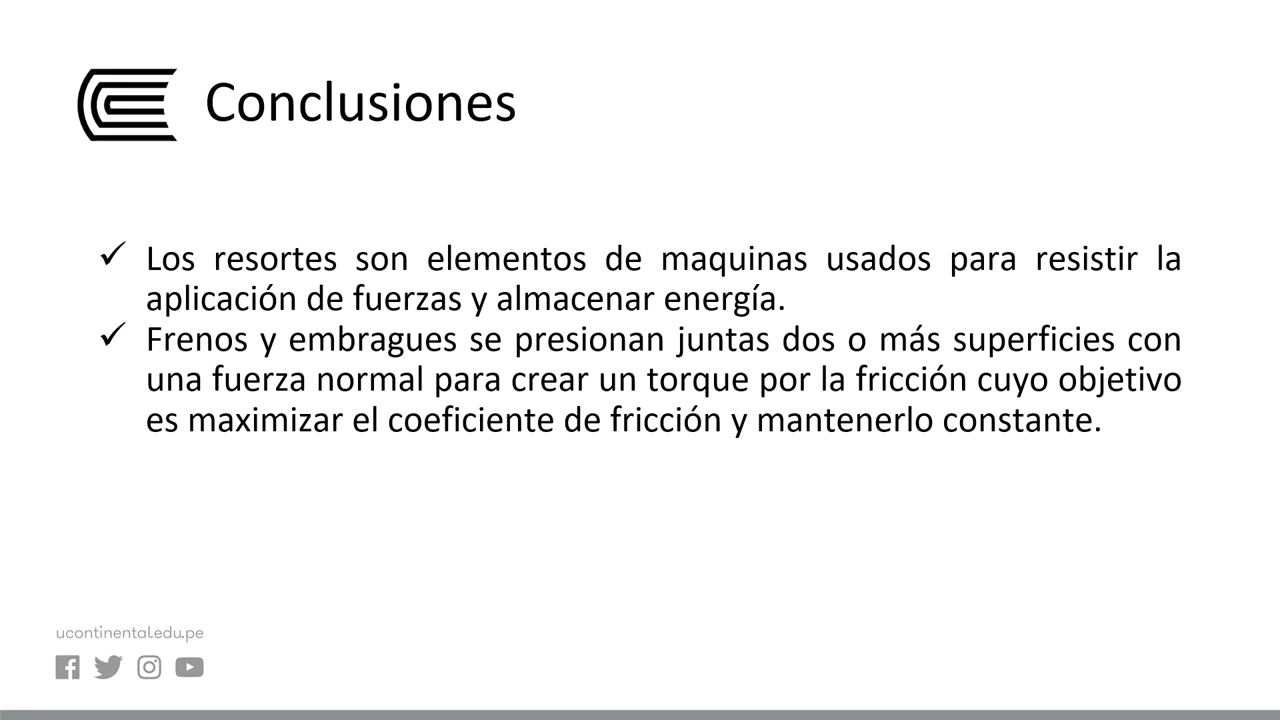 Conclusiones
✓ Los resortes son elementos de maquinas usados para resistir la
aplicación de fuerzas y almacenar energía.
✓ Frenos y embragues se presionan juntas dos o más superficies con
una fuerza normal para crear un torque por la fricción cuyo objetivo
es maximizar el coeficiente de fricción y mantenerlo constante.
ucontinental.edu.pe